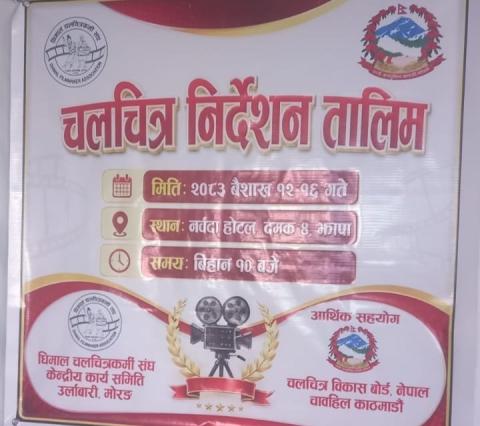 चलचित्र निर्देशन तालिम
मिति: २०८३ बैशाख १२-१६ गते
स्थान: नर्वदा होटल, दमक ४, झापा
समय: बिहान १० बजे
आर्थिक सहयोग
धिमाल चलचित्रकर्मी संघ
केन्द्रीय कार्य समिति
उर्लाबारी, मोरङ
चलचित्र विकास बोर्ड, नेपाल
चावहिल काठमाडौं